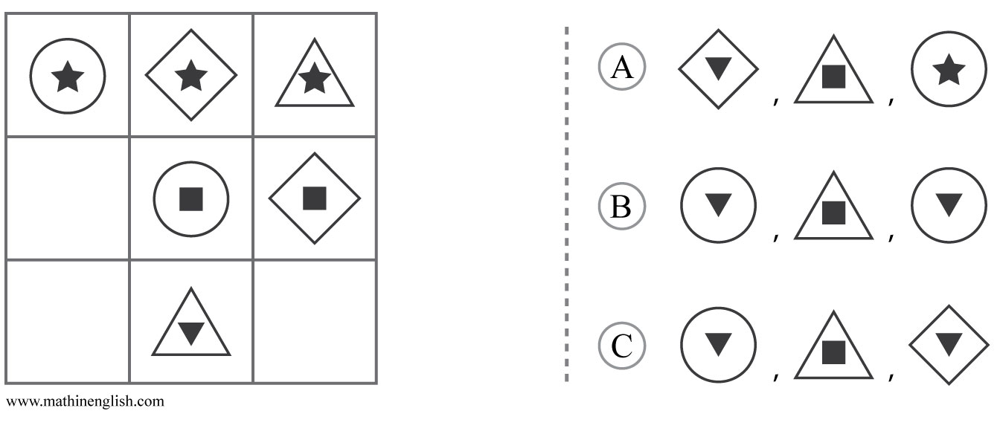 A , ,
B , ,
C , ,
www.mathinenglish.com